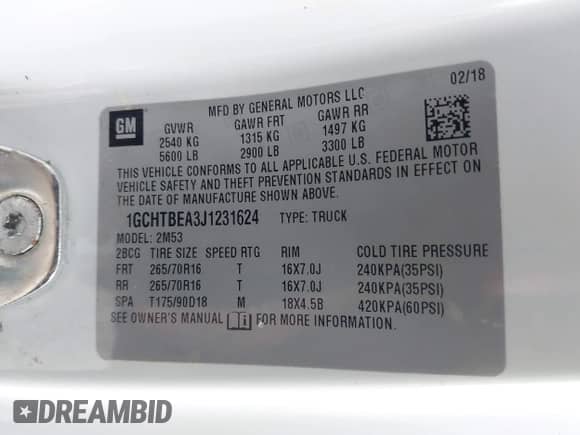 02/18
MFD BY GENERAL MOTORS LLC
GM
GVWR GAWR FRT GAWR RR
2540 KG 1315 KG 1497 KG
5600 LB 2900 LB 3300 LB
THIS VEHICLE CONFORMS TO ALL APPLICABLE U.S. FEDERAL MOTOR
VEHICLE SAFETY AND THEFT PREVENTION STANDARDS IN EFFECT ON
THE DATE OF MANUFACTURE SHOWN ABOVE.
1GCHTBEA3J1231624 TYPE: TRUCK
MODEL: 2M53
2BCG TIRE SIZE SPEED RTG RIM COLD TIRE PRESSURE
FRT 265/70R16 T 16X7.0J 240KPA(35PSI)
RR 265/70R16 T 16X7.0J 240KPA(35PSI)
SPA T175/90D18 M 18X4.5B 420KPA(60PSI)
SEE OWNER'S MANUAL FOR MORE INFORMATION.
DREAMBID